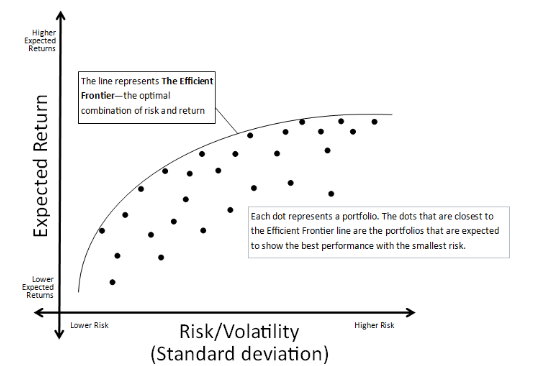 Higher
Expected
Returns
The line represents The Efficient
Frontier—the optimal
combination of risk and return
Expected Return
Each dot represents a portfolio. The dots that are closest to
the Efficient Frontier line are the portfolios that are expected
to show the best performance with the smallest risk.
Lower
Expected
Returns
Lower Risk
Higher Risk
Risk/Volatility
(Standard deviation)